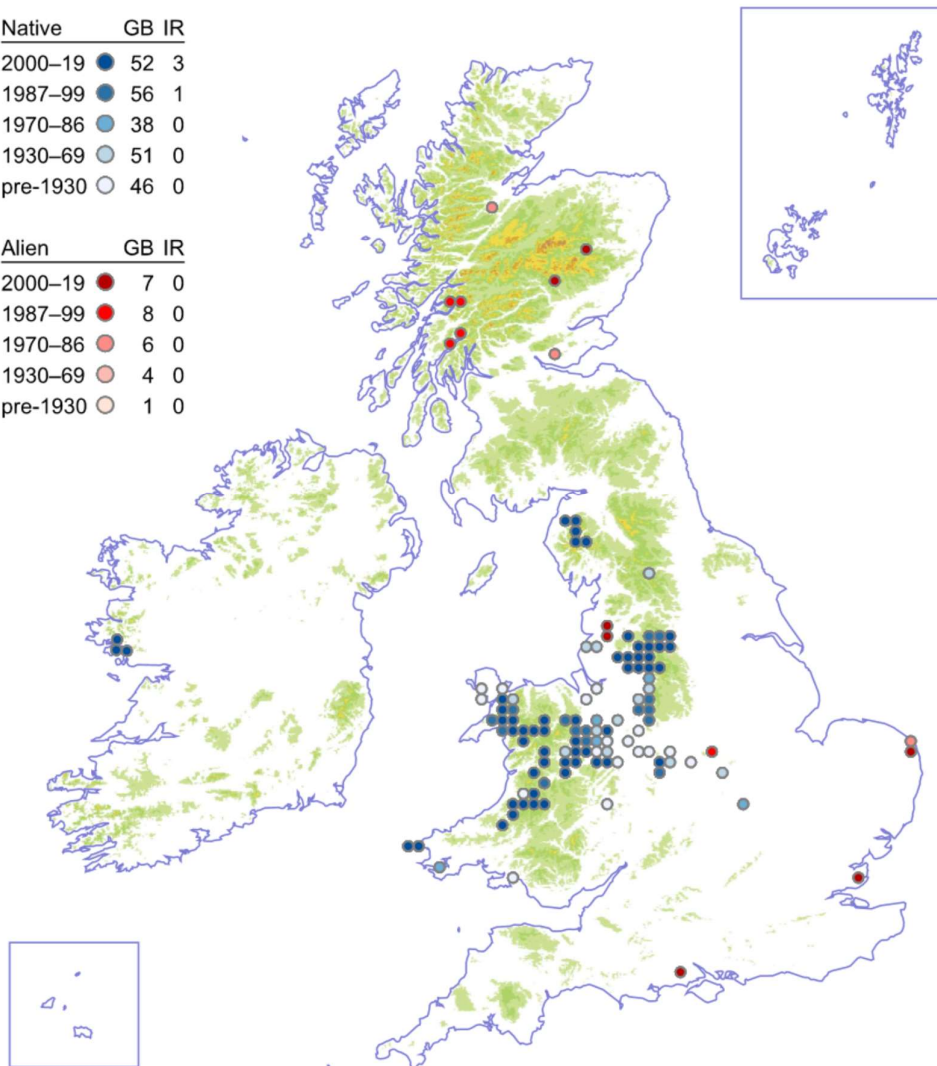 Native GB IR
2000–19 52 3
1987–99 56 1
1970–86 38 0
1930–69 51 0
pre-1930 46 0
Alien GB IR
2000–19 7 0
1987–99 8 0
1970–86 6 0
1930–69 4 0
pre-1930 1 0